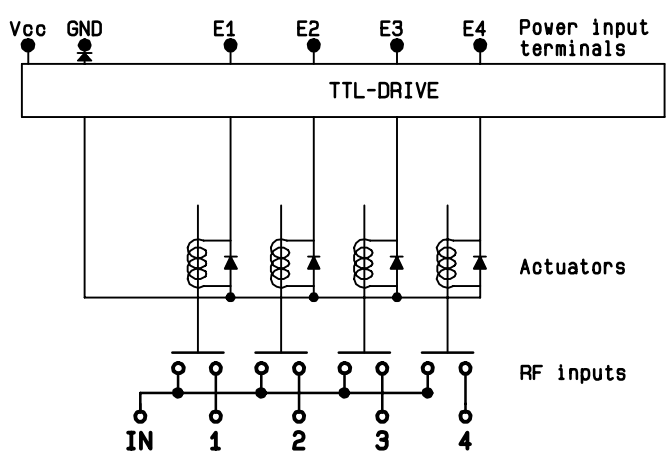 Vcc GND E1 E2 E3 E4 Power input
terminals
TTL-DRIVE
Actuators
RF inputs
IN 1 2 3 4